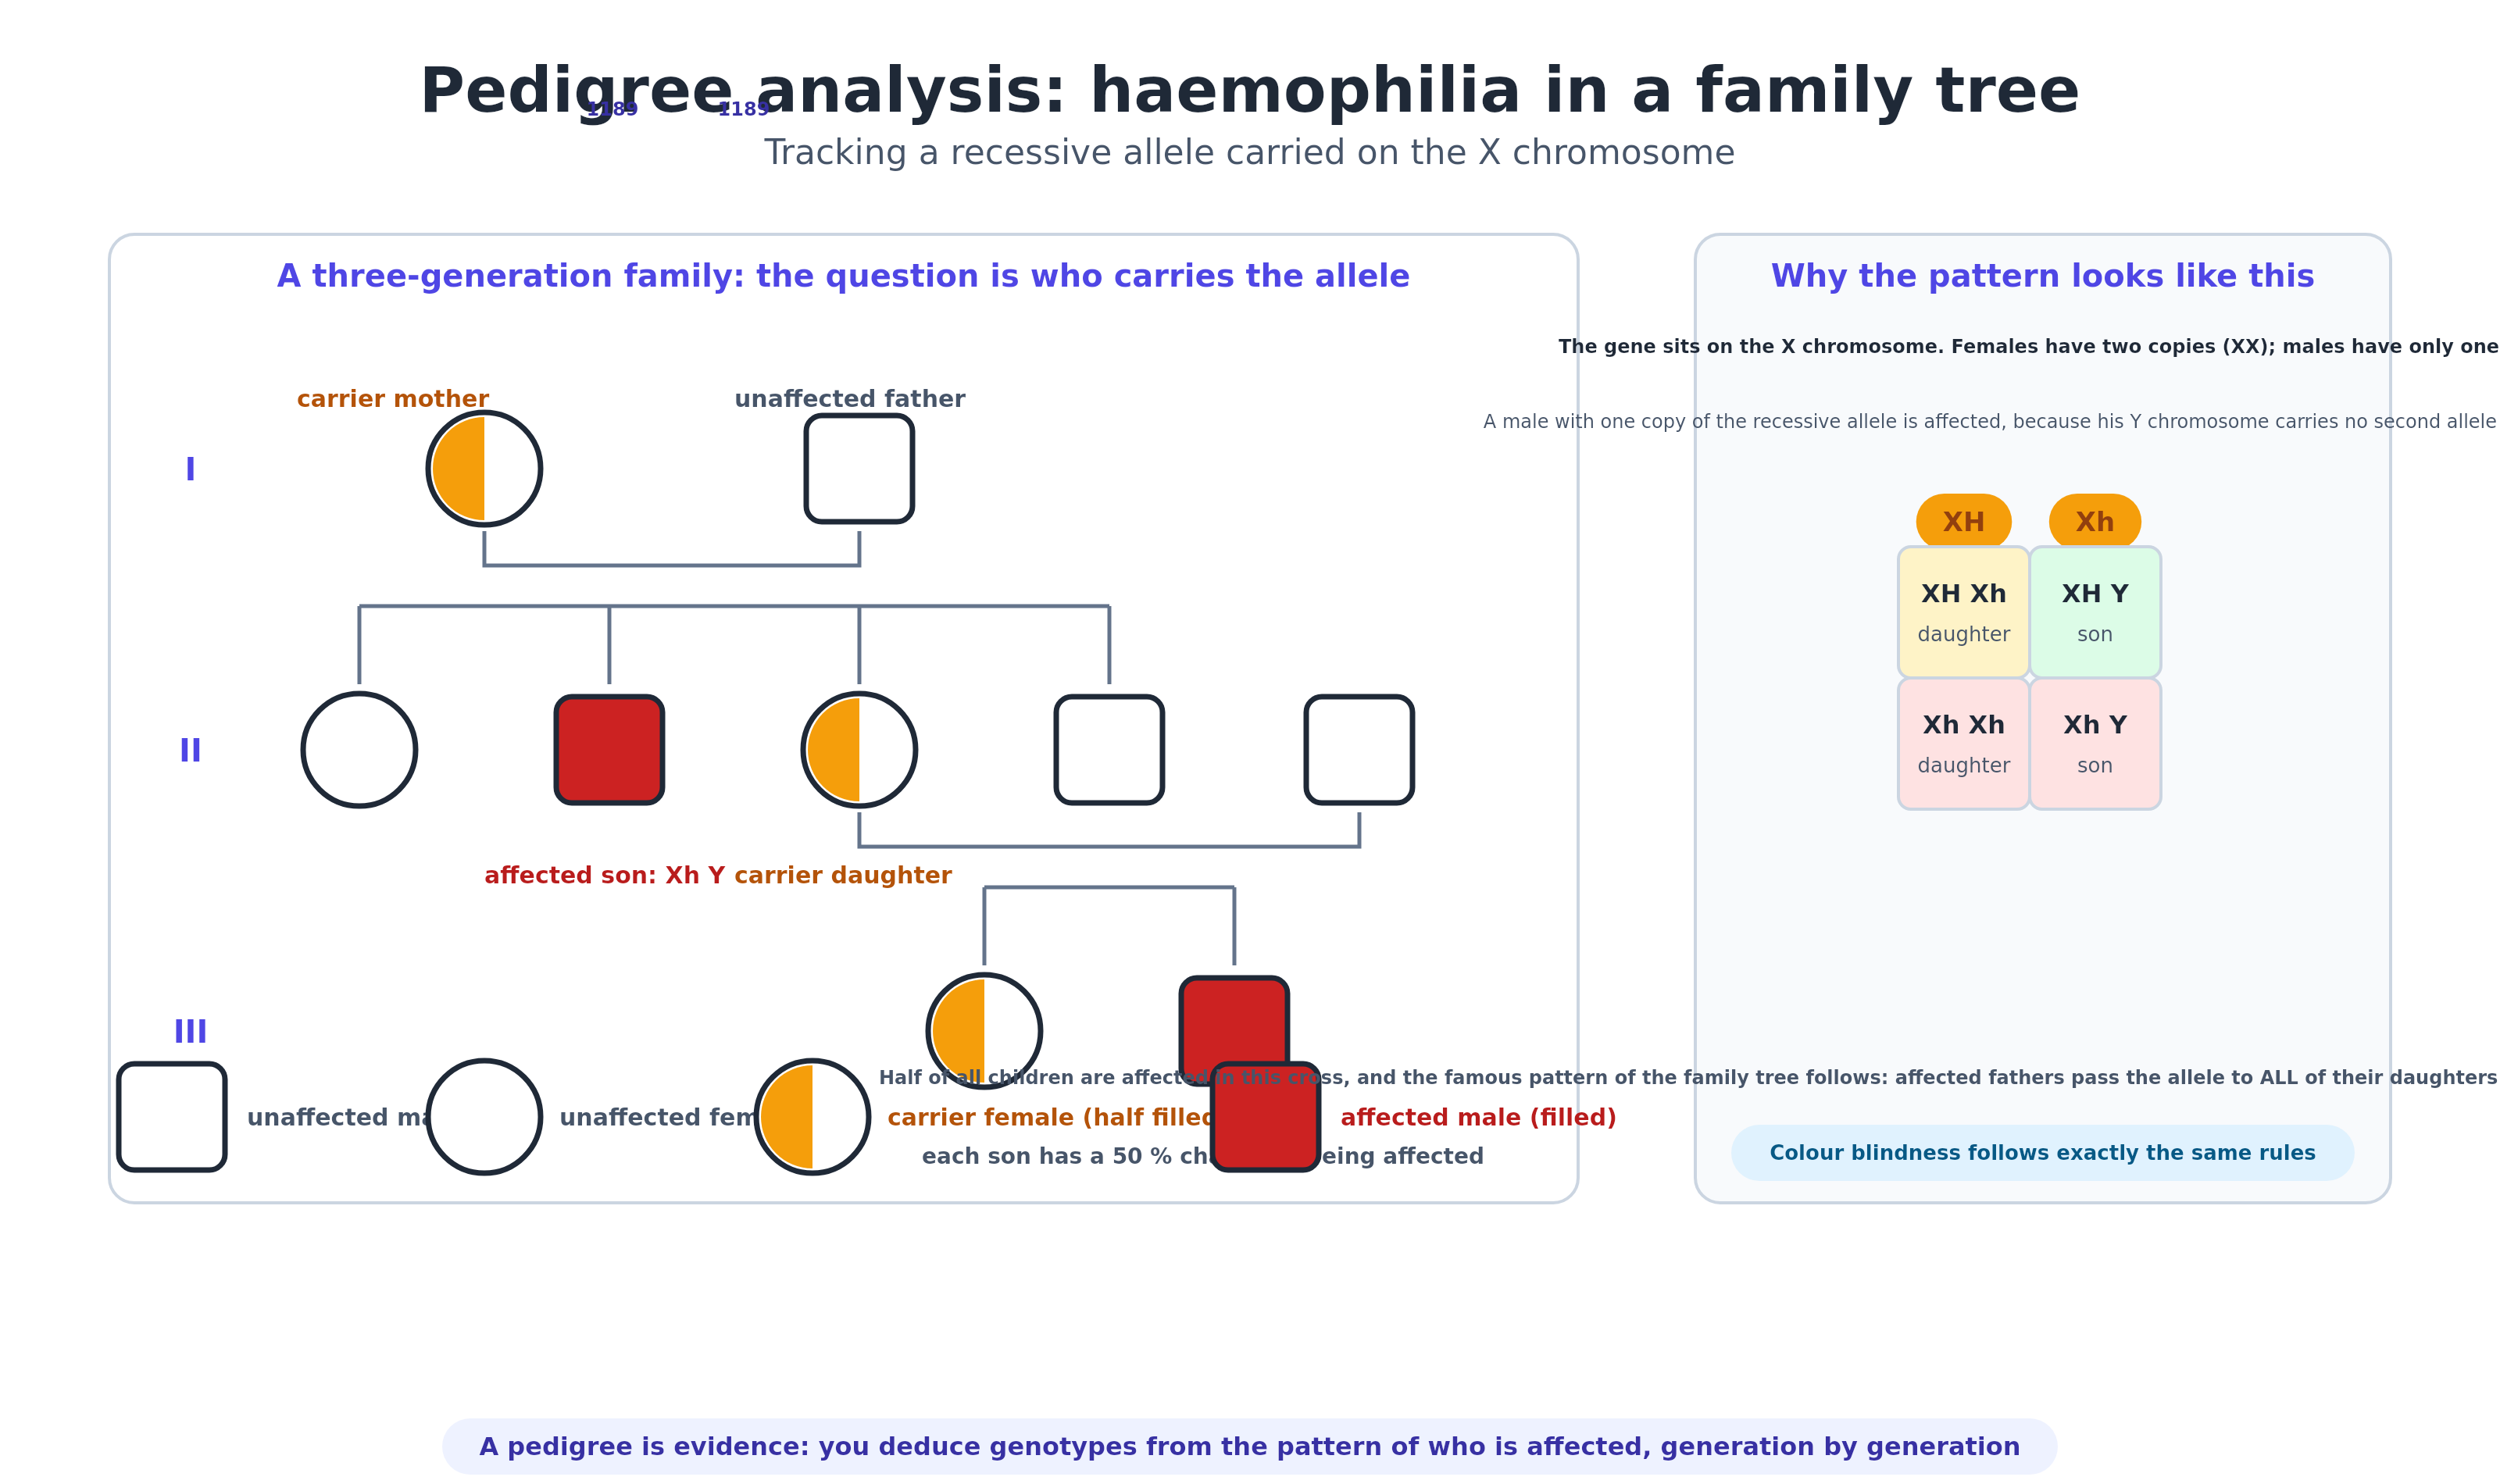 Pedigree analysis: haemophilia in a family tree
1189 1189
Tracking a recessive allele carried on the X chromosome
A three-generation family: the question is who carries the allele
carrier mother
unaffected father
I
II
affected son: Xh Y
carrier daughter
III
unaffected ma
unaffected fem
carrier female (half filled
affected male (filled)
each son has a 50 % ch eing affected
Why the pattern looks like this
The gene sits on the X chromosome. Females have two copies (XX); males have only one
A male with one copy of the recessive allele is affected, because his Y chromosome carries no second allele
XH Xh
XH Xh
daughter
XH Y
son
Xh Xh
daughter
Xh Y
son
Half of all children are affected in this cross, and the famous pattern of the family tree follows: affected fathers pass the allele to ALL of their daughters
Colour blindness follows exactly the same rules
A pedigree is evidence: you deduce genotypes from the pattern of who is affected, generation by generation